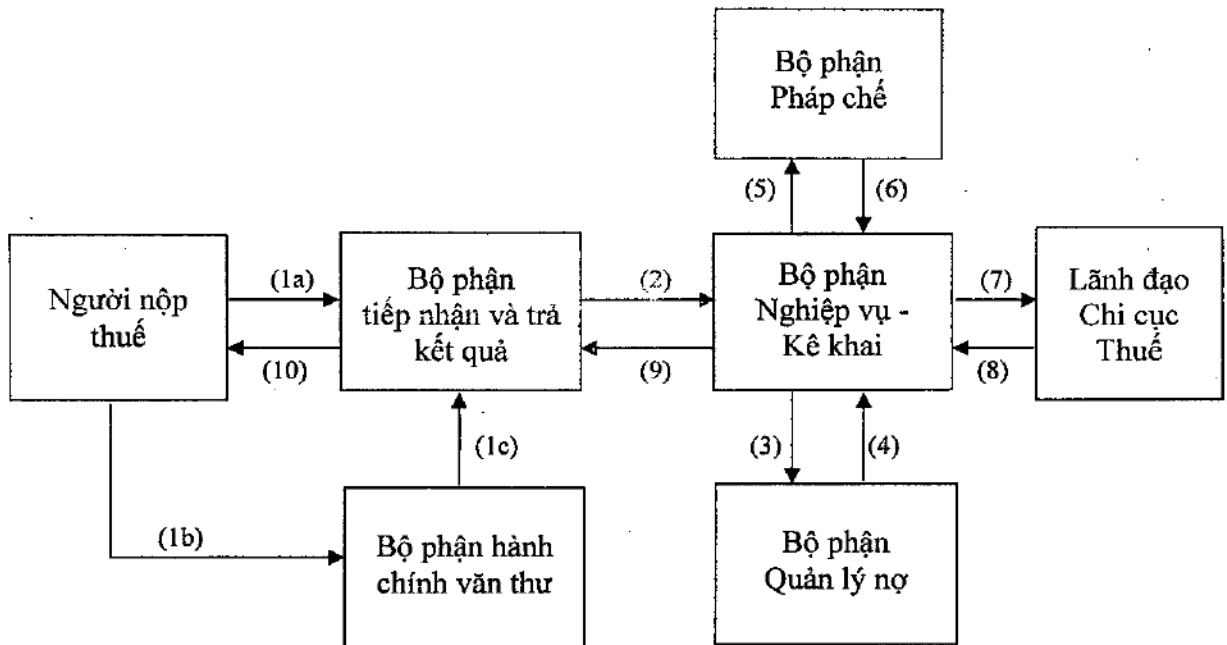 Bộ phận
Pháp chế
(5)
(6)
Người nộp
thuế
(1a)
(10)
Bộ phận
tiếp nhận và trả
kết quả
(2)
(9)
Bộ phận
Nghiệp vụ -
Kê khai
(7)
(8)
Lãnh đạo
Chi cục
Thuế
(1b)
(1c)
(3)
(4)
Bộ phận hành
chính văn thư
Bộ phận
Quản lý nợ